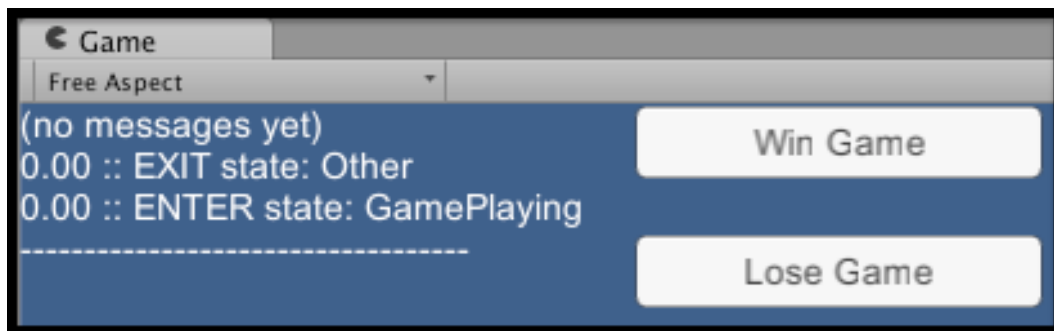 Game
Free Aspect
(no messages yet)
0.00 :: EXIT state: Other
0.00 :: ENTER state: GamePlaying
-----------------------------------
Win Game
Lose Game